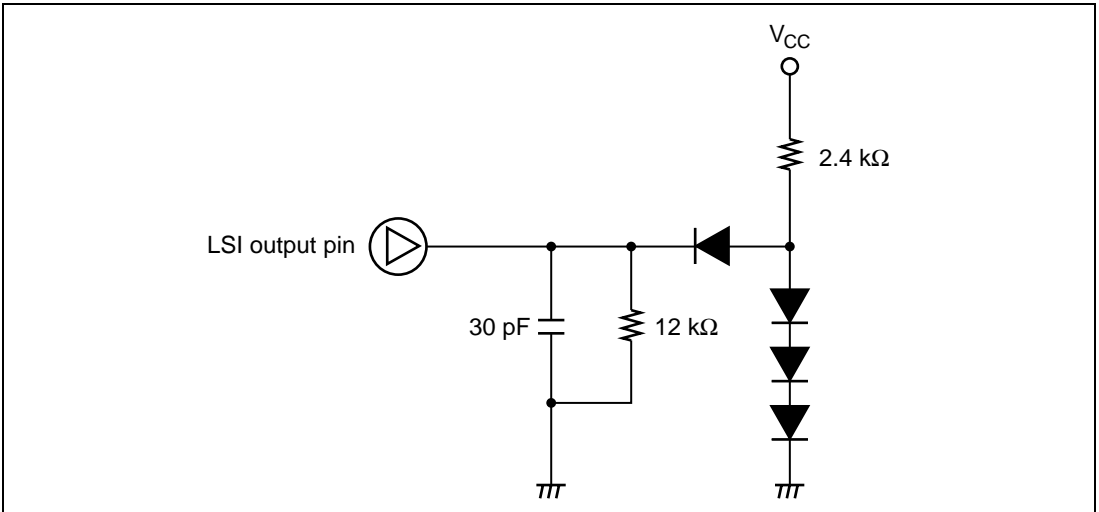 VCC
2.4 kΩ
LSI output pin
30 pF
12 kΩ